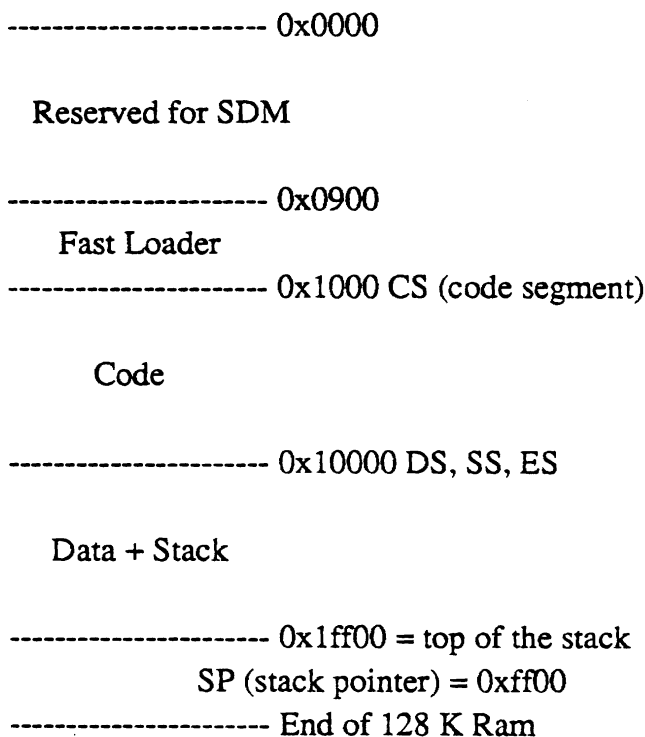 ---------------------- 0x0000
Reserved for SDM
---------------------- 0x0900
Fast Loader
---------------------- 0x1000 CS (code segment)
Code
---------------------- 0x10000 DS, SS, ES
Data + Stack
---------------------- 0x1ff00 = top of the stack
SP (stack pointer) = 0xff00
---------------------- End of 128 K Ram